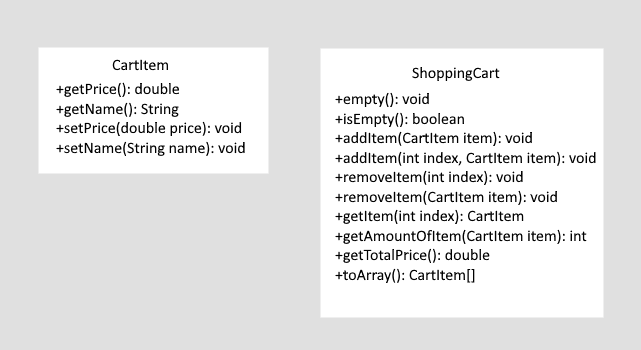 CartItem
+getPrice(): double
+getName(): String
+setPrice(double price): void
+setName(String name): void
ShoppingCart
+empty(): void
+isEmpty(): boolean
+addItem(CartItem item): void
+addItem(int index, CartItem item): void
+removeItem(int index): void
+removeItem(CartItem item): void
+getItem(int index): CartItem
+getAmountOfItem(CartItem item): int
+getTotalPrice(): double
+toArray(): CartItem[]